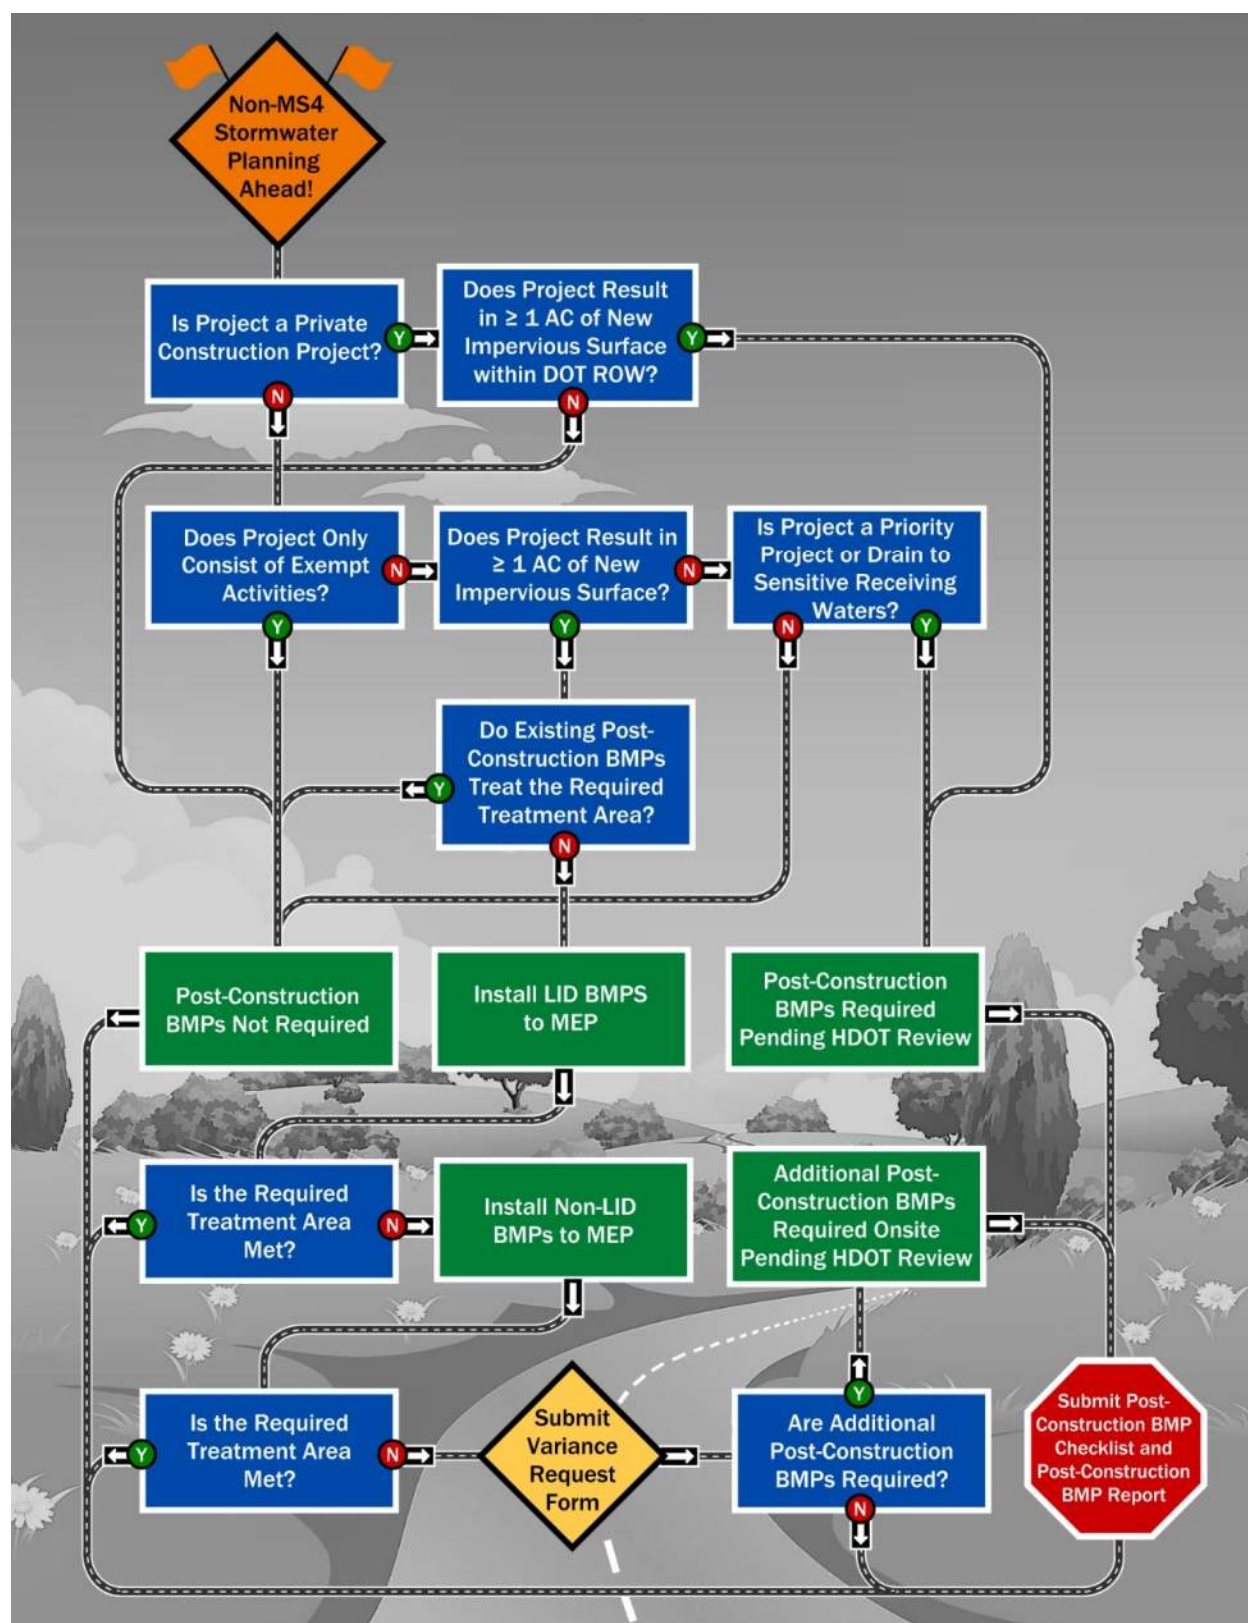 Non-MS4
Stormwater
Planning
Ahead!
Is Project a Private
Construction Project?
Y
N
Does Project Result
in ≥ 1 AC of New
Impervious Surface
within DOT ROW?
Y
N
Does Project Only
Consist of Exempt
Activities?
N
Y
Does Project Result in
≥ 1 AC of New
Impervious Surface?
N
Y
Is Project a Priority
Project or Drain to
Sensitive Receiving
Waters?
N
Y
Do Existing Post-
Construction BMPs
Treat the Required
Treatment Area?
Y
N
Post-Construction
BMPs Not Required
Install LID BMPS
to MEP
Post-Construction
BMPs Required
Pending HDOT Review
Is the Required
Treatment Area
Met?
Y
N
Install Non-LID
BMPs to MEP
Additional Post-
Construction BMPs
Required Onsite
Pending HDOT Review
Is the Required
Treatment Area
Met?
Y
N
Submit
Variance
Request
Form
Y
Are Additional
Post-Construction
BMPs Required?
N
Submit Post-
Construction BMP
Checklist and
Post-Construction
BMP Report